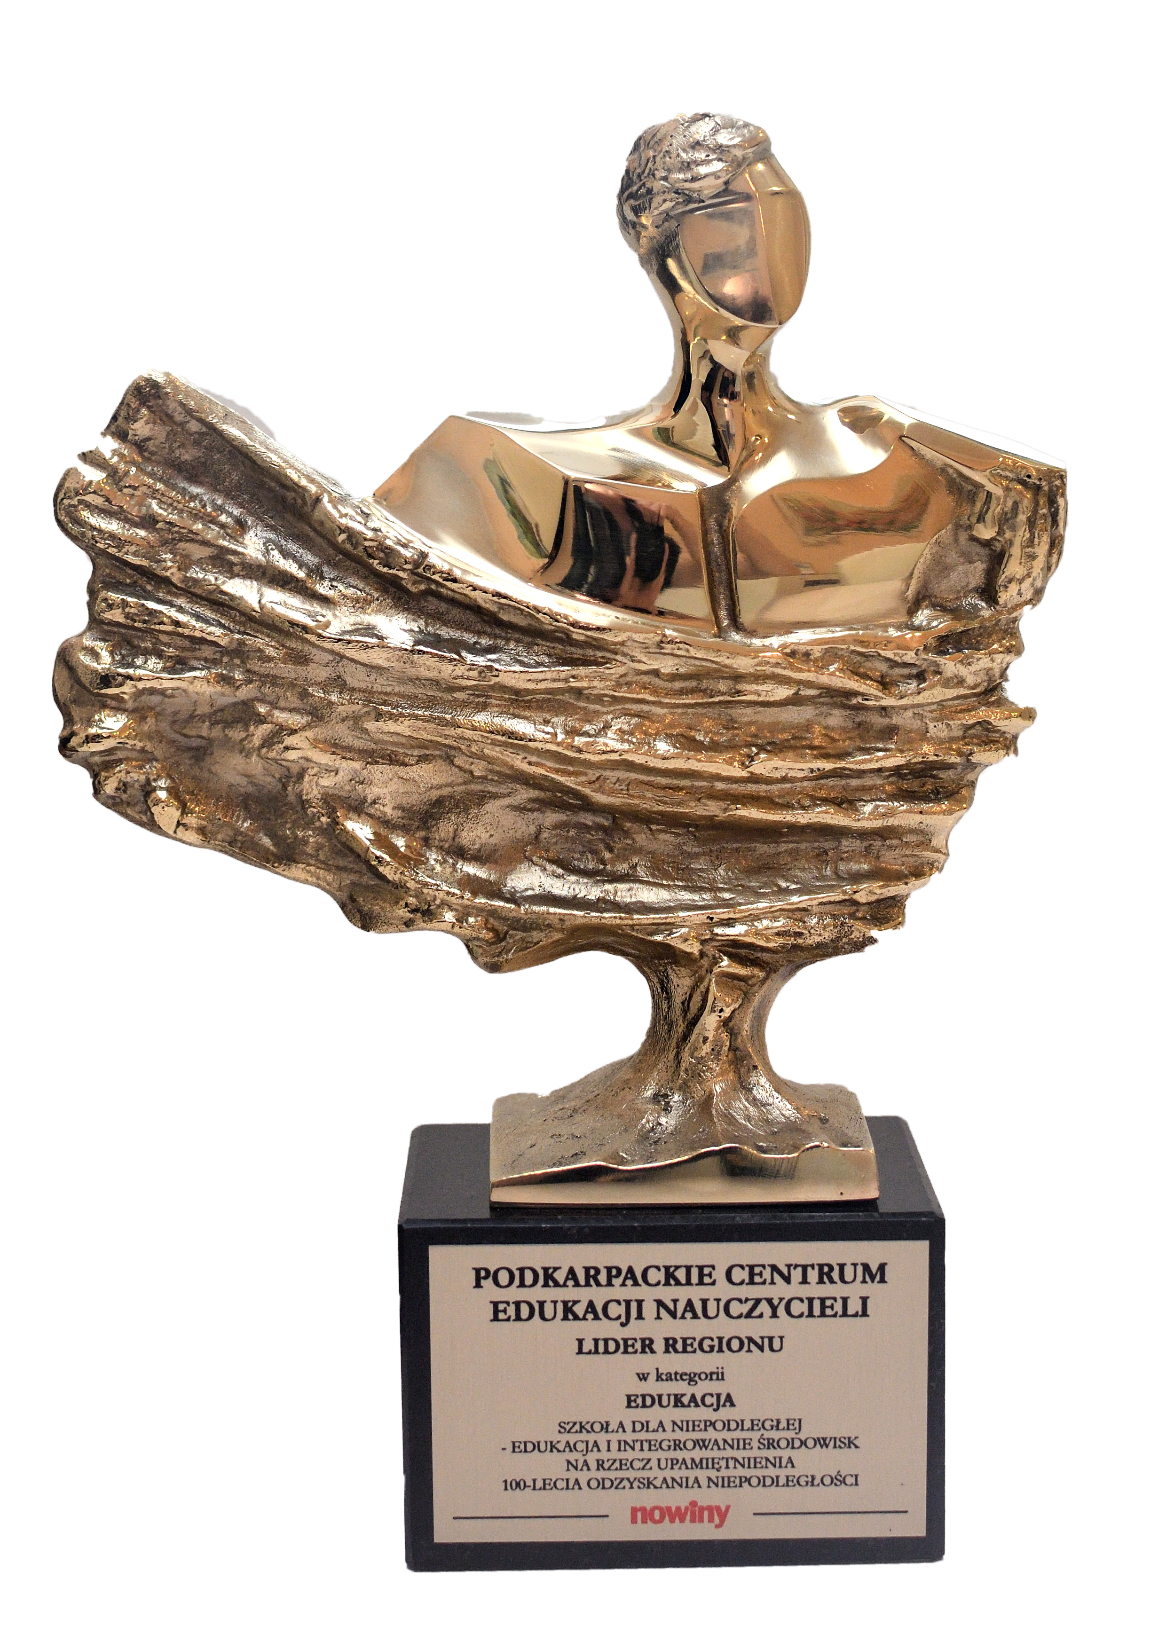 PODKARPACKIE CENTRUM
EDUKACJI NAUCZYCIELI
LIDER REGIONU
w kategorii
EDUKACJA
SZKOŁA DLA NIEPODLEGŁEJ
- EDUKACJA I INTEGROWANIE ŚRODOWISK
NA RZECZ UPAMIĘTNIENIA
100-LECIA ODZYSKANIA NIEPODLEGŁOŚCI
nowiny